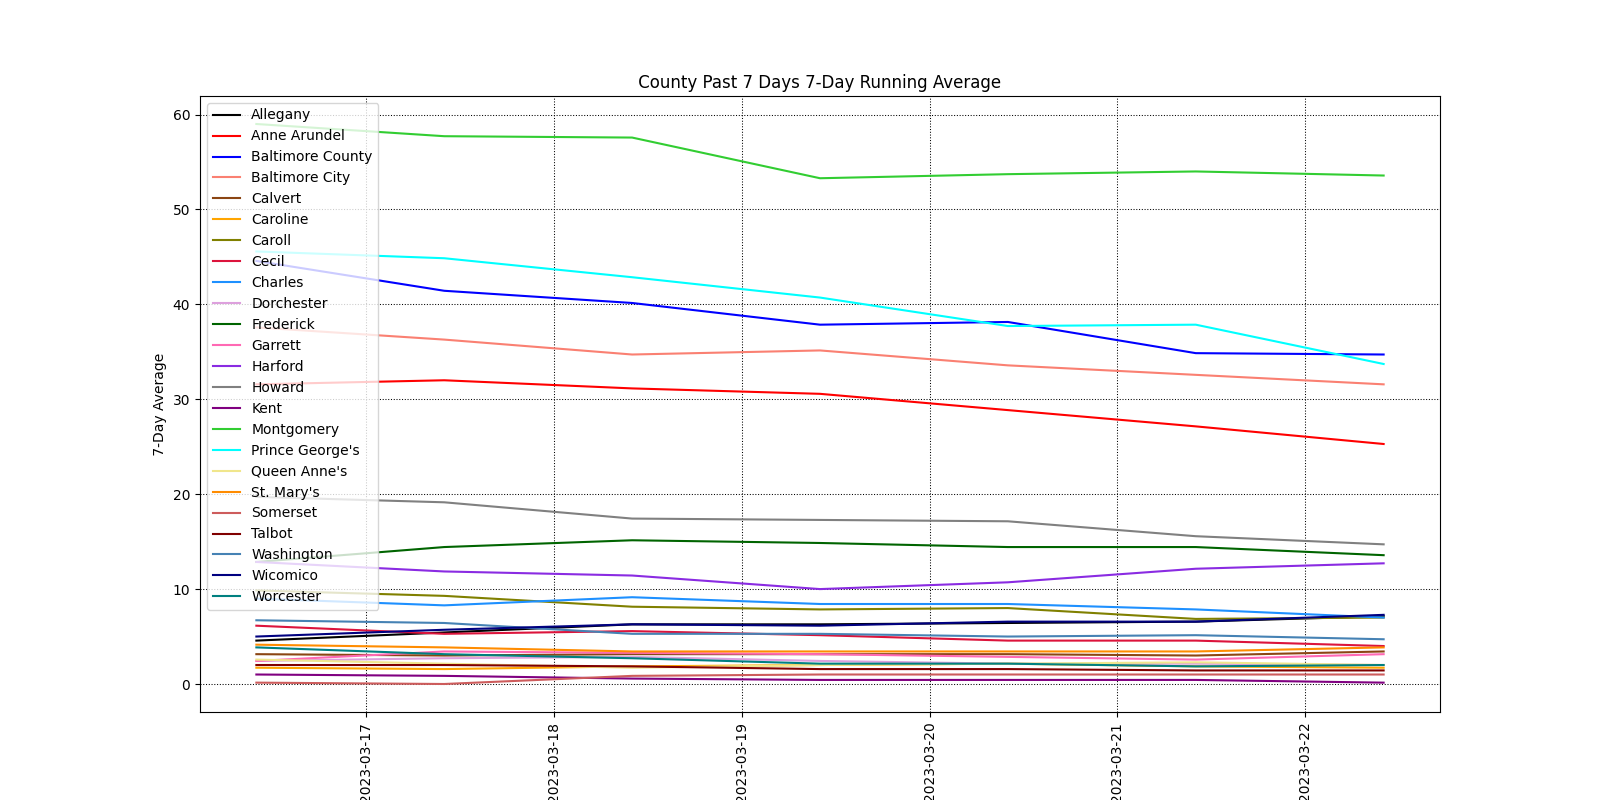 County Past 7 Days 7-Day Running Average
7-Day Average
60
50
40
30
20
10
0
Allegany
Anne Arundel
Baltimore County
Baltimore City
Calvert
Caroline
Caroll
Cecil
Charles
Dorchester
Frederick
Garrett
Harford
Howard
Kent
Montgomery
Prince George's
Queen Anne's
St. Mary's
Somerset
Talbot
Washington
Wicomico
Worcester
2023-03-17
2023-03-18
2023-03-19
2023-03-20
2023-03-21
2023-03-22